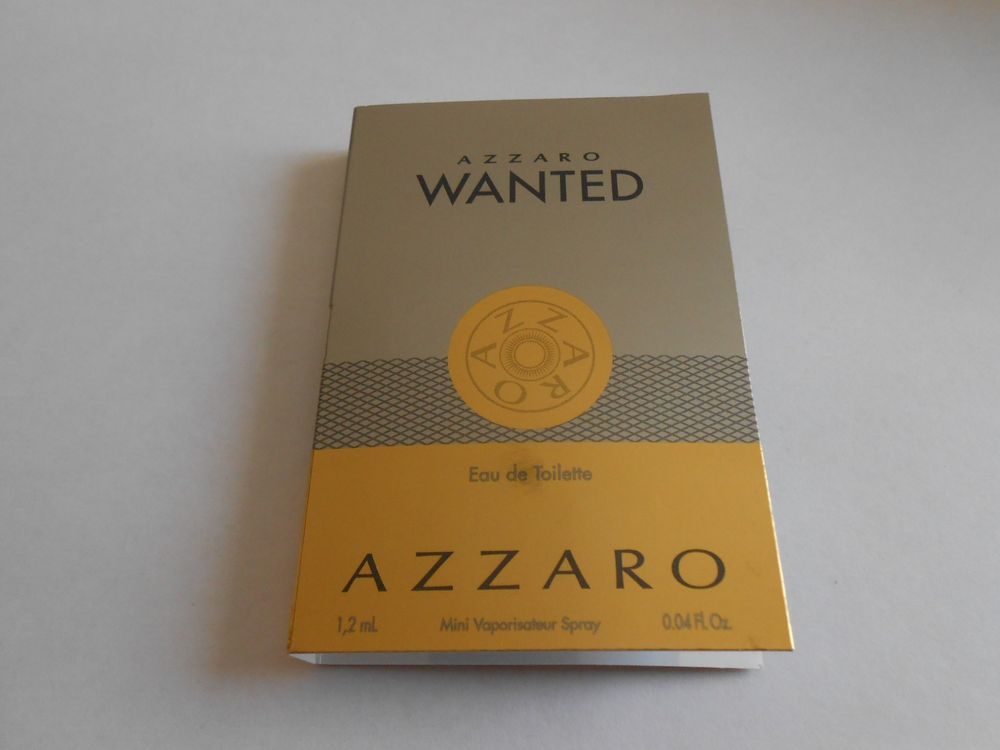 AZZARO
WANTED
AZZARO
Eau de Toilette
AZZARO
1,2 ml. Mini Vaporisateur Spray 0.04 Fl. Oz.